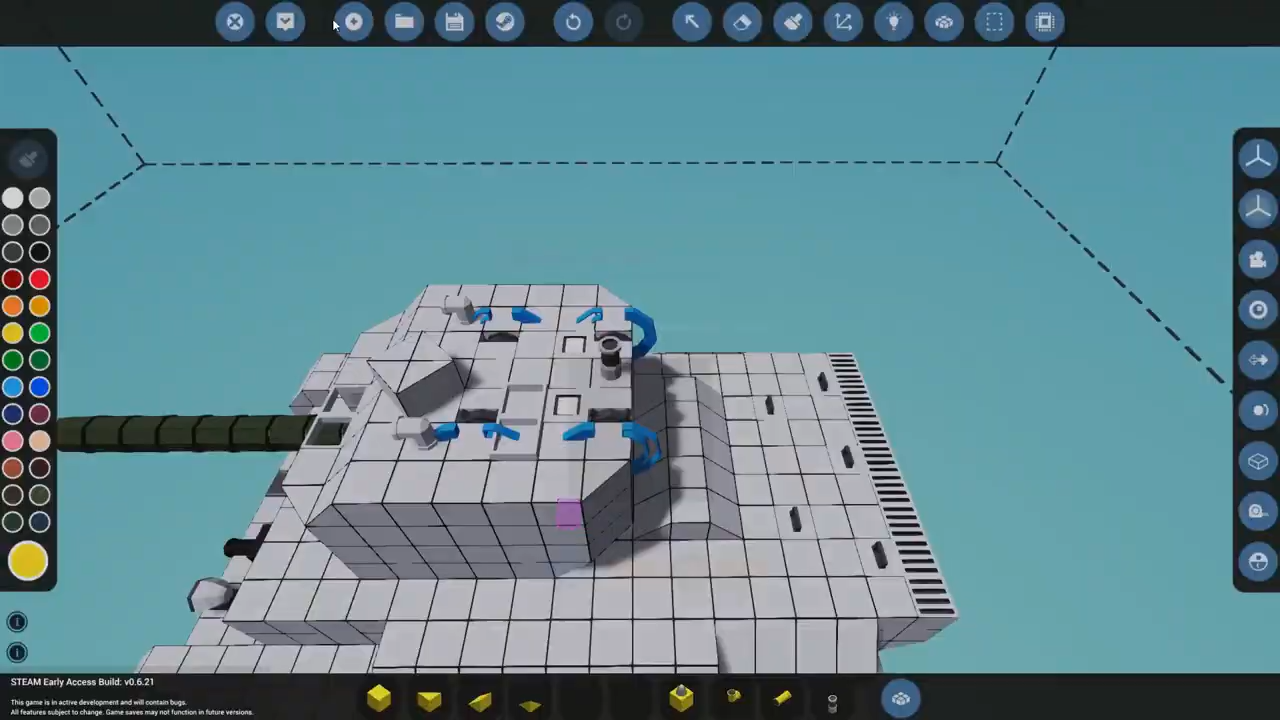 STEAM Early Access Build: v0.6.21
This game is in active development and will contain bugs.
All features subject to change. Game saves may not function in future versions.